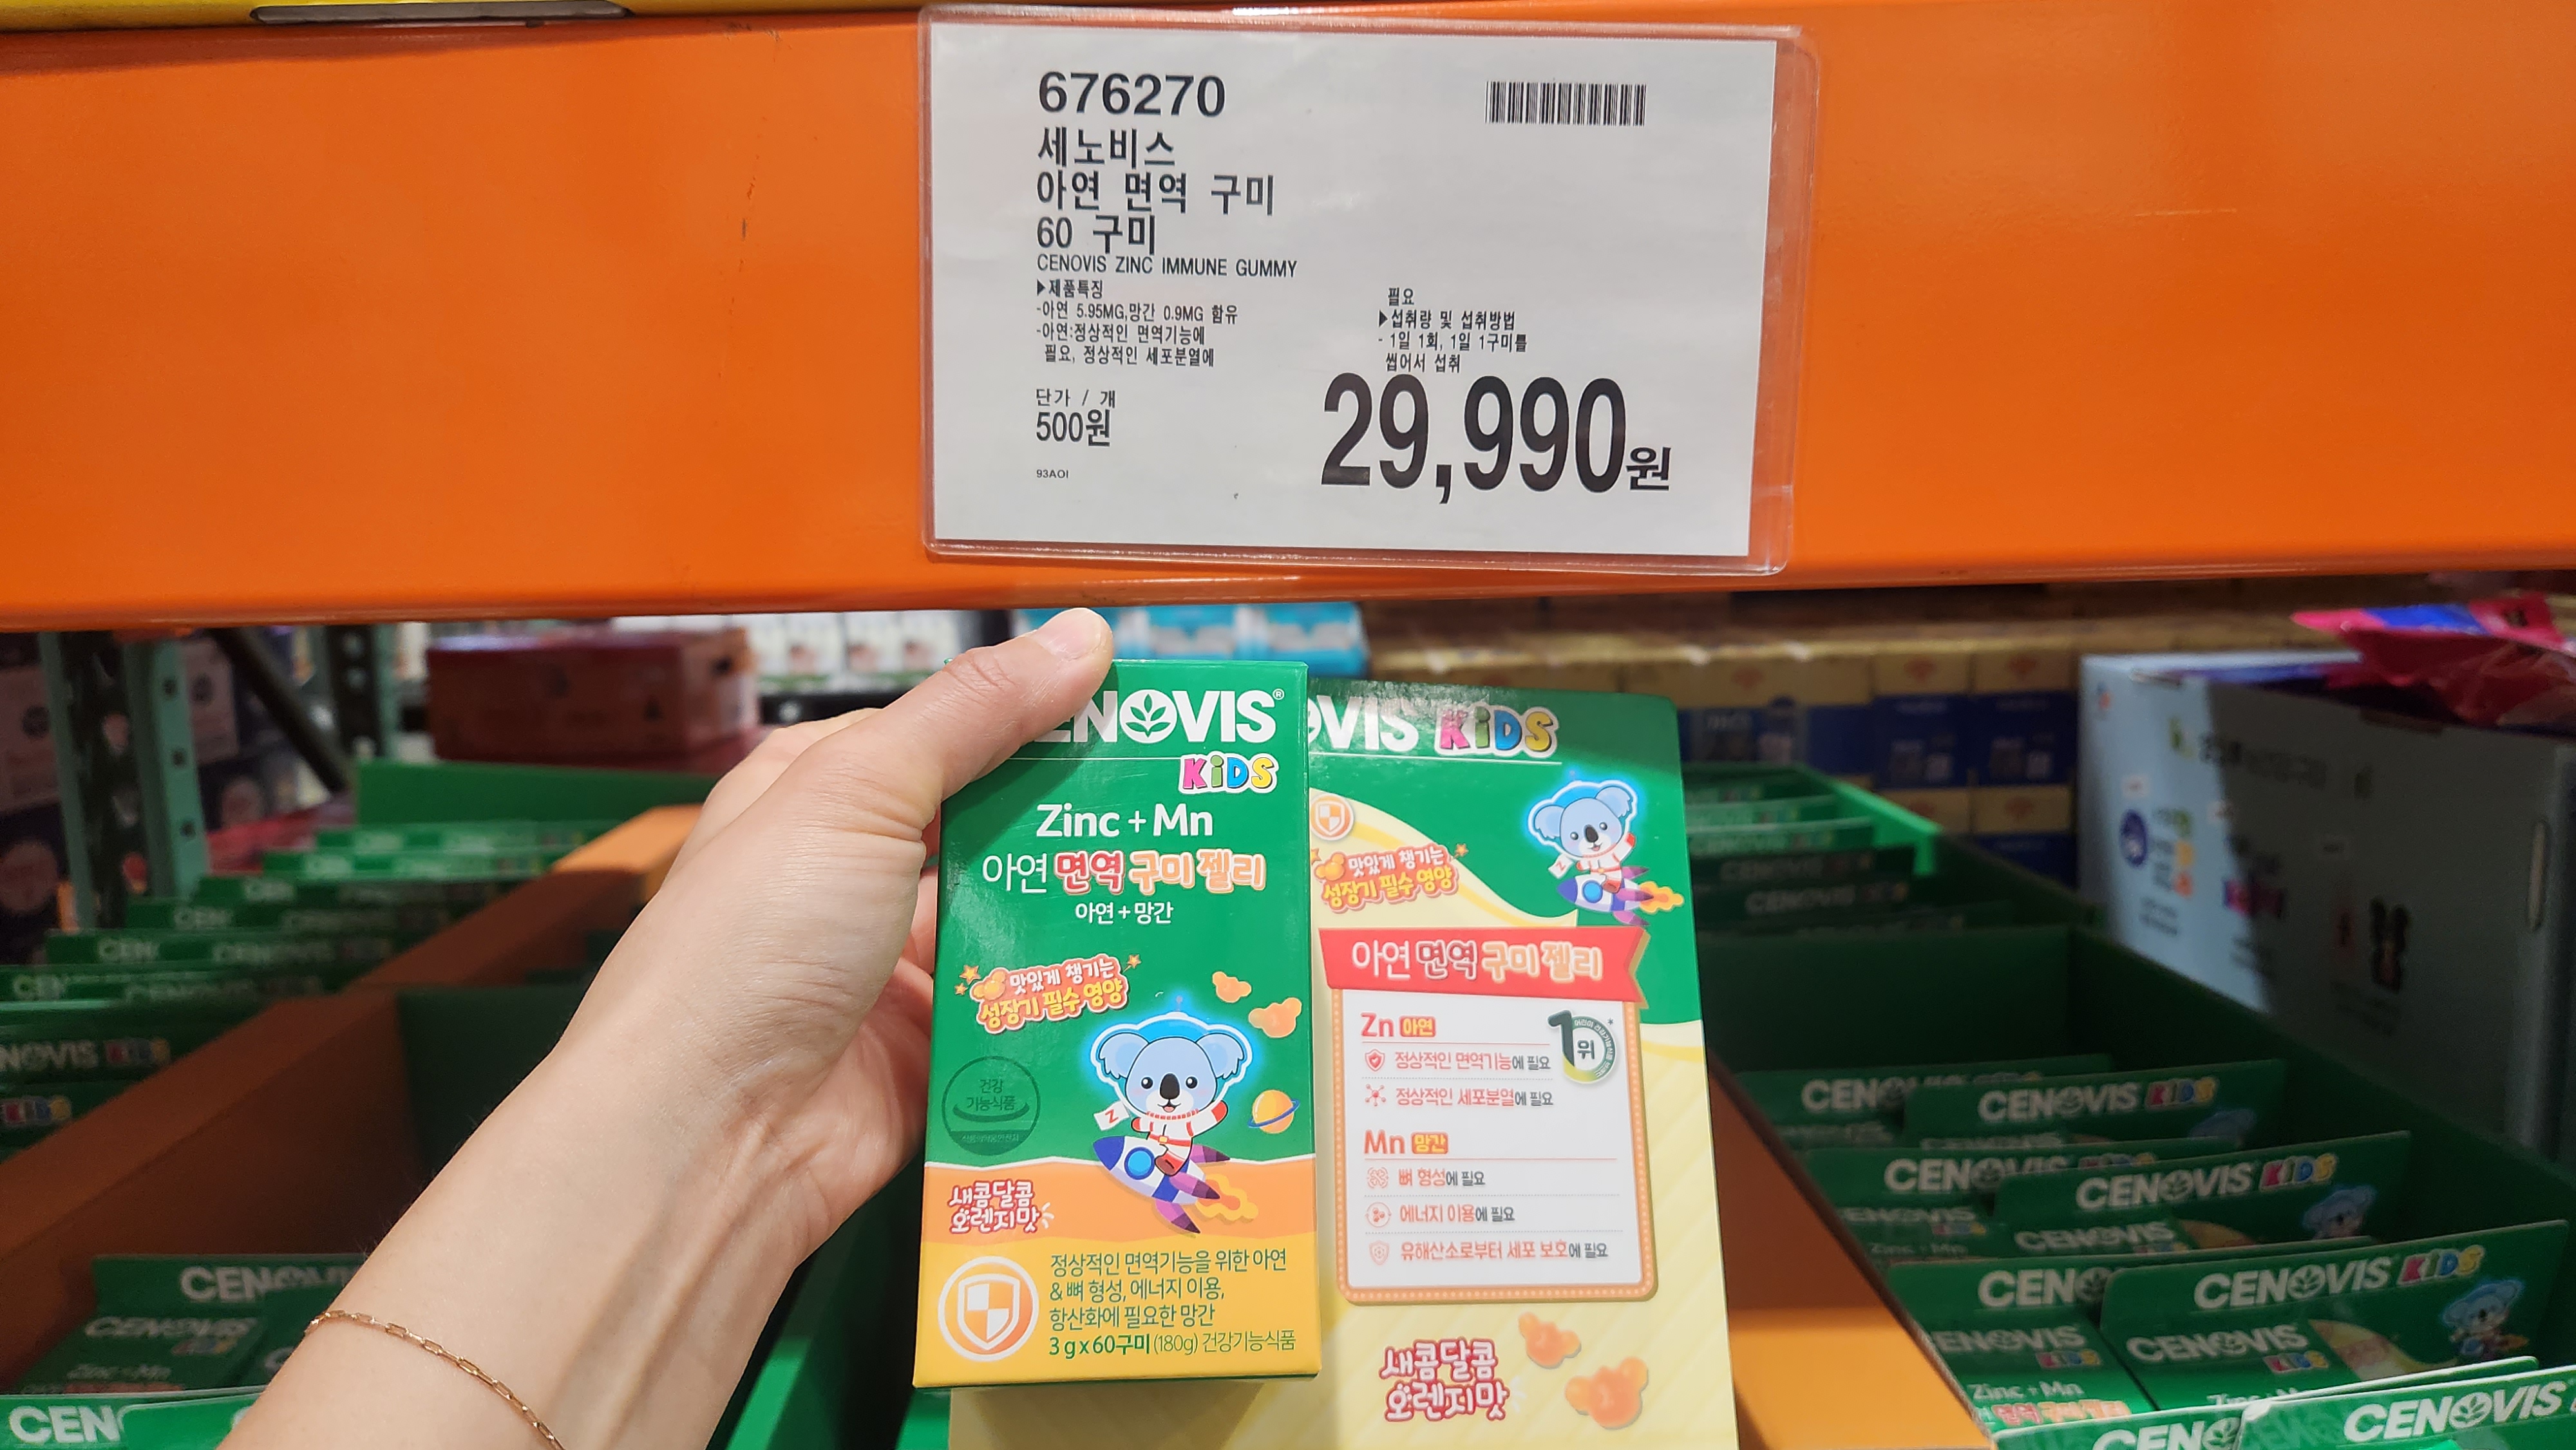 676270
세노비스
아연 면역 구미
60 구미
CENOVIS ZINC IMMUNE GUMMY
▶제품특징
-아연 5.95MG,망간 0.9MG 함유
-아연:정상적인 면역기능에
필요, 정상적인 세포분열에
필요
▶섭취량 및 섭취방법
- 1일 1회, 1일 1구미를
씹어서 섭취
단가 / 개
500원
29,990원
93AOI
ENOVIS®
KiDS
Zinc + Mn
아연 면역 구미 젤리
아연 + 망간
맛있게 챙기는
성장기 필수 영양
건강
기능식품
새콤달콤
오렌지맛
정상적인 면역기능을 위한 아연
& 뼈 형성, 에너지 이용,
항산화에 필요한 망간
3 g x 60구미 (180g) 건강기능식품
OVIS KiDS
맛있게 챙기는
성장기 필수 영양
아연 면역 구미 젤리
Zn 아연
1위
정상적인 면역기능에 필요
정상적인 세포분열에 필요
Mn 망간
뼈 형성에 필요
에너지 이용에 필요
유해산소로부터 세포 보호에 필요
새콤달콤
오렌지맛
CENOVIS KiDS
CENOVIS KiDS
CENOVIS KiDS
CENOVIS
KiDS
Zinc + Mn
CENOVIS